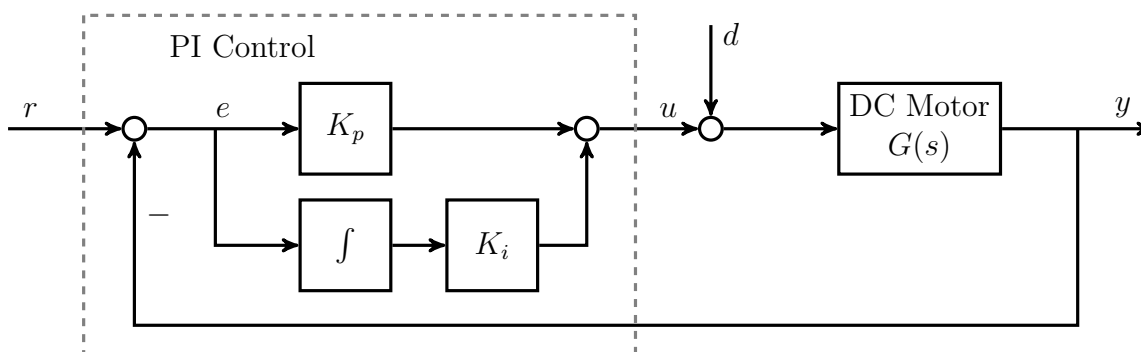 PI Control
r
e
K_p
u
d
DC Motor
G(s)
y
−
∫
K_i